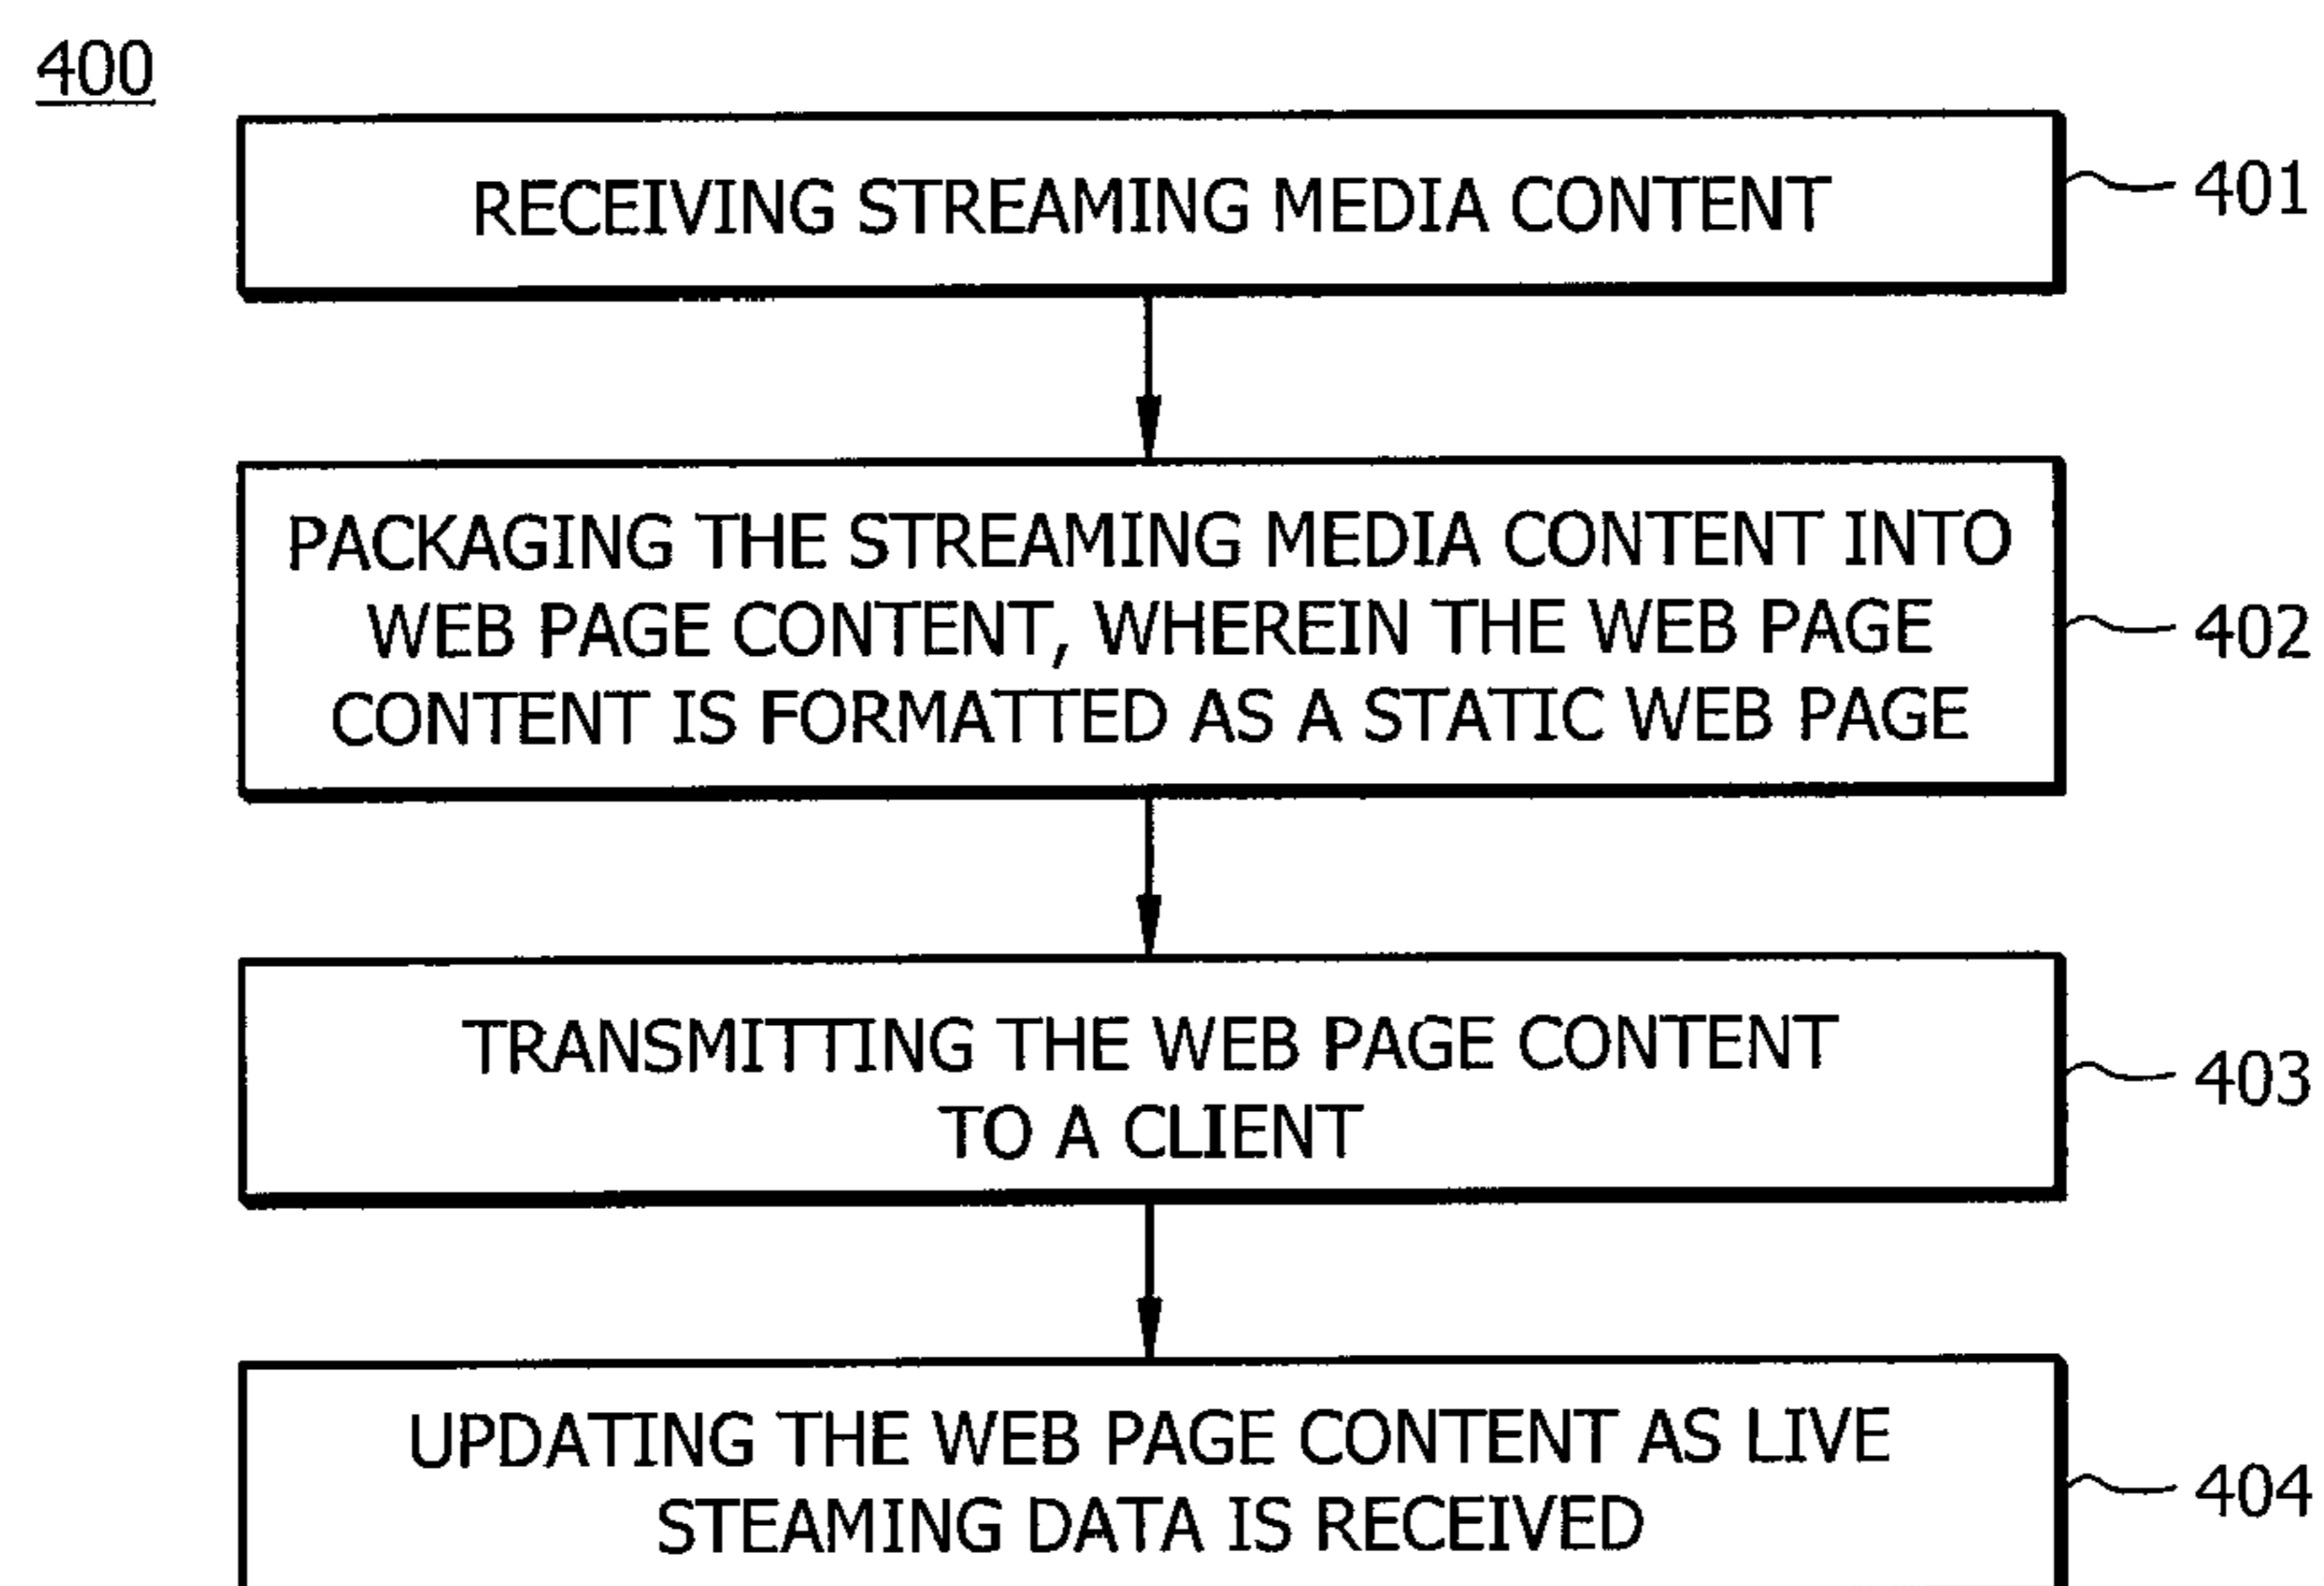 400
RECEIVING STREAMING MEDIA CONTENT
401
PACKAGING THE STREAMING MEDIA CONTENT INTO
WEB PAGE CONTENT, WHEREIN THE WEB PAGE
CONTENT IS FORMATTED AS A STATIC WEB PAGE
402
TRANSMITTING THE WEB PAGE CONTENT
TO A CLIENT
403
UPDATING THE WEB PAGE CONTENT AS LIVE
STEAMING DATA IS RECEIVED
404